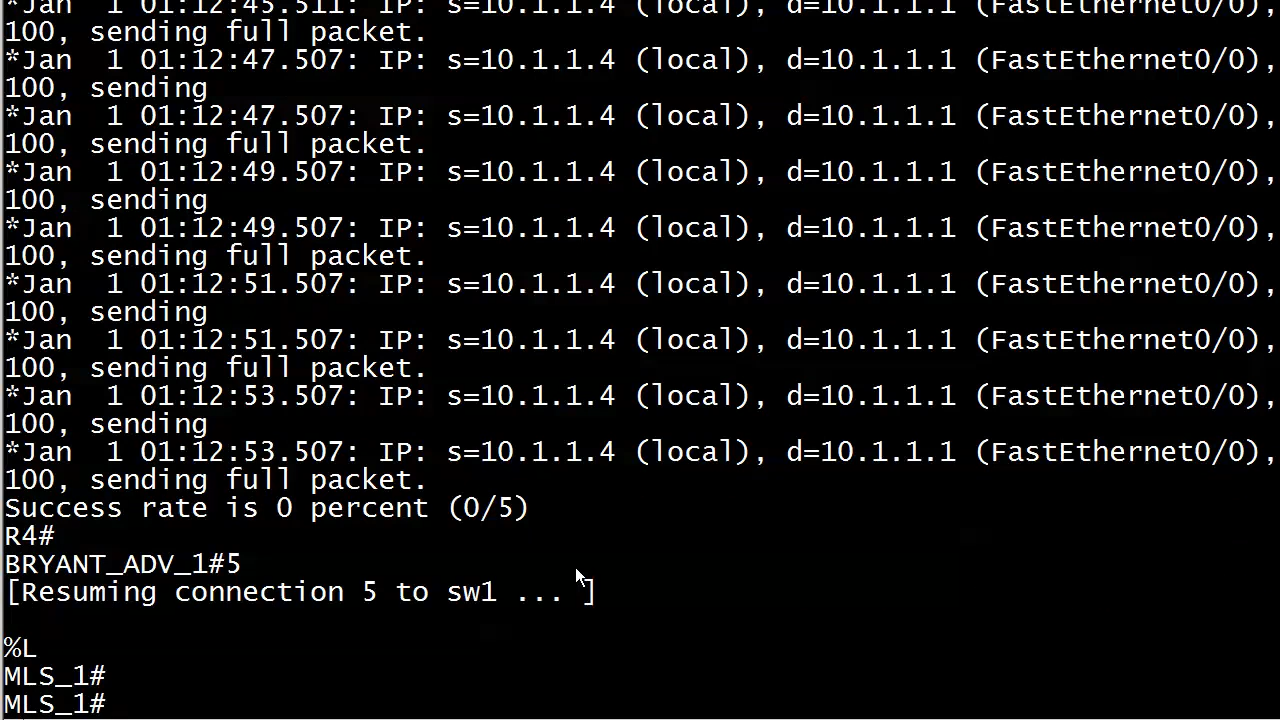 *Jan  1 01:12:45.511: IP: s=10.1.1.4 (local), d=10.1.1.1 (FastEthernet0/0),
100, sending full packet.
*Jan  1 01:12:47.507: IP: s=10.1.1.4 (local), d=10.1.1.1 (FastEthernet0/0),
100, sending
*Jan  1 01:12:47.507: IP: s=10.1.1.4 (local), d=10.1.1.1 (FastEthernet0/0),
100, sending full packet.
*Jan  1 01:12:49.507: IP: s=10.1.1.4 (local), d=10.1.1.1 (FastEthernet0/0),
100, sending
*Jan  1 01:12:49.507: IP: s=10.1.1.4 (local), d=10.1.1.1 (FastEthernet0/0),
100, sending full packet.
*Jan  1 01:12:51.507: IP: s=10.1.1.4 (local), d=10.1.1.1 (FastEthernet0/0),
100, sending
*Jan  1 01:12:51.507: IP: s=10.1.1.4 (local), d=10.1.1.1 (FastEthernet0/0),
100, sending full packet.
*Jan  1 01:12:53.507: IP: s=10.1.1.4 (local), d=10.1.1.1 (FastEthernet0/0),
100, sending
*Jan  1 01:12:53.507: IP: s=10.1.1.4 (local), d=10.1.1.1 (FastEthernet0/0),
100, sending full packet.
Success rate is 0 percent (0/5)
R4#
BRYANT_ADV_1#5
[Resuming connection 5 to sw1 ... ]
%L
MLS_1#
MLS_1#